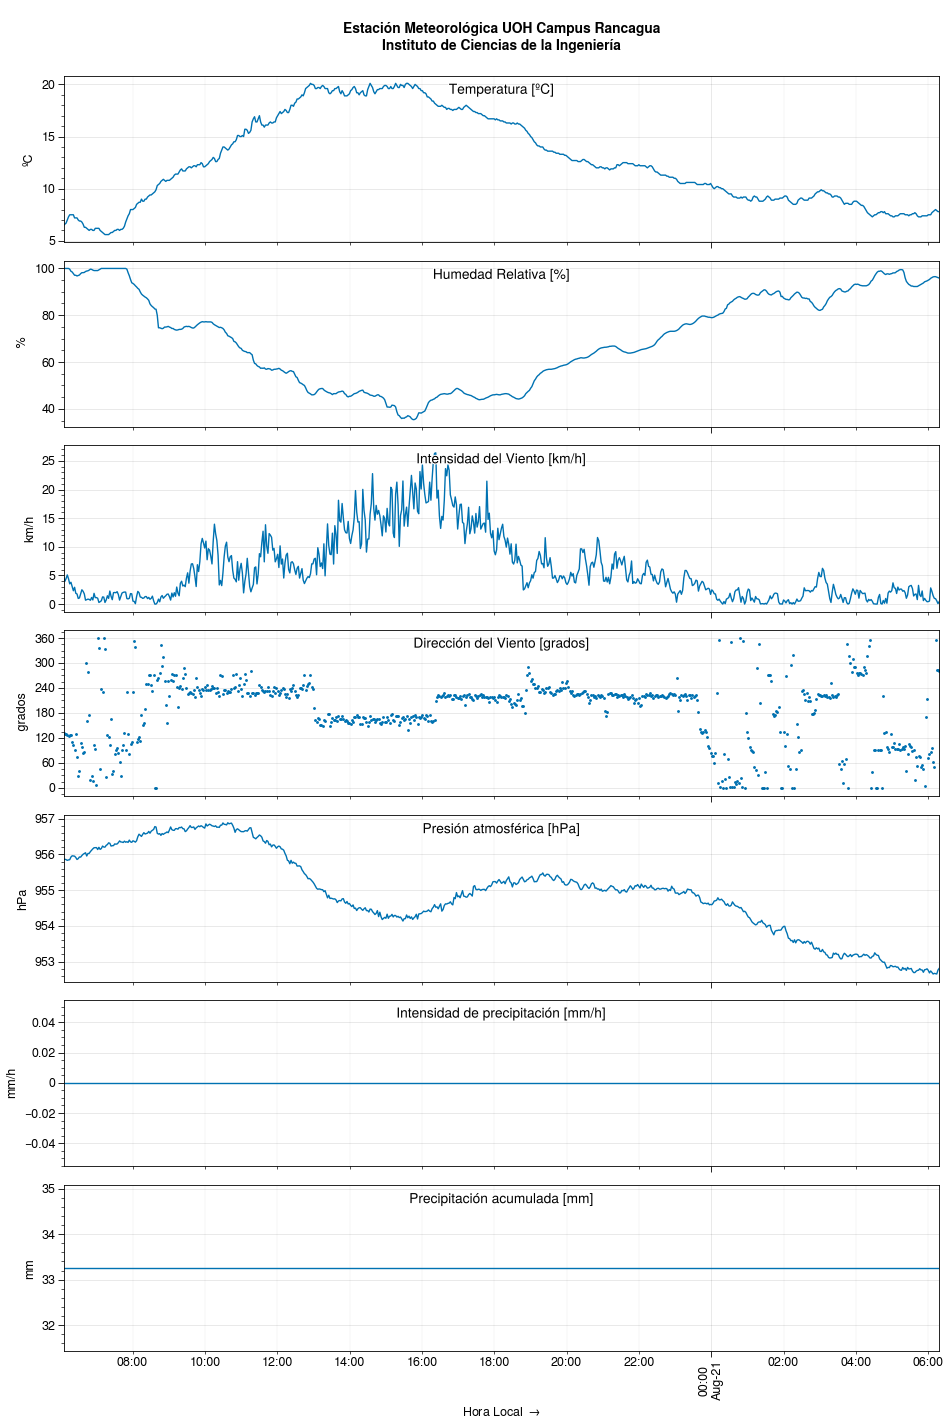 Estación Meteorológica UOH Campus Rancagua
Instituto de Ciencias de la Ingeniería
Temperatura [ºC]
20
15
10
5
ºC
Humedad Relativa [%]
100
80
60
40
%
Intensidad del Viento [km/h]
25
20
15
10
5
0
km/h
Dirección del Viento [grados]
360
300
240
180
120
60
0
grados
Presión atmosférica [hPa]
957
956
955
954
953
hPa
Intensidad de precipitación [mm/h]
0.04
0.02
0
−0.02
−0.04
mm/h
Precipitación acumulada [mm]
35
34
33
32
mm
08:00 10:00 12:00 14:00 16:00 18:00 20:00 22:00 00:00 02:00 04:00 06:00
Aug-21
Hora Local →